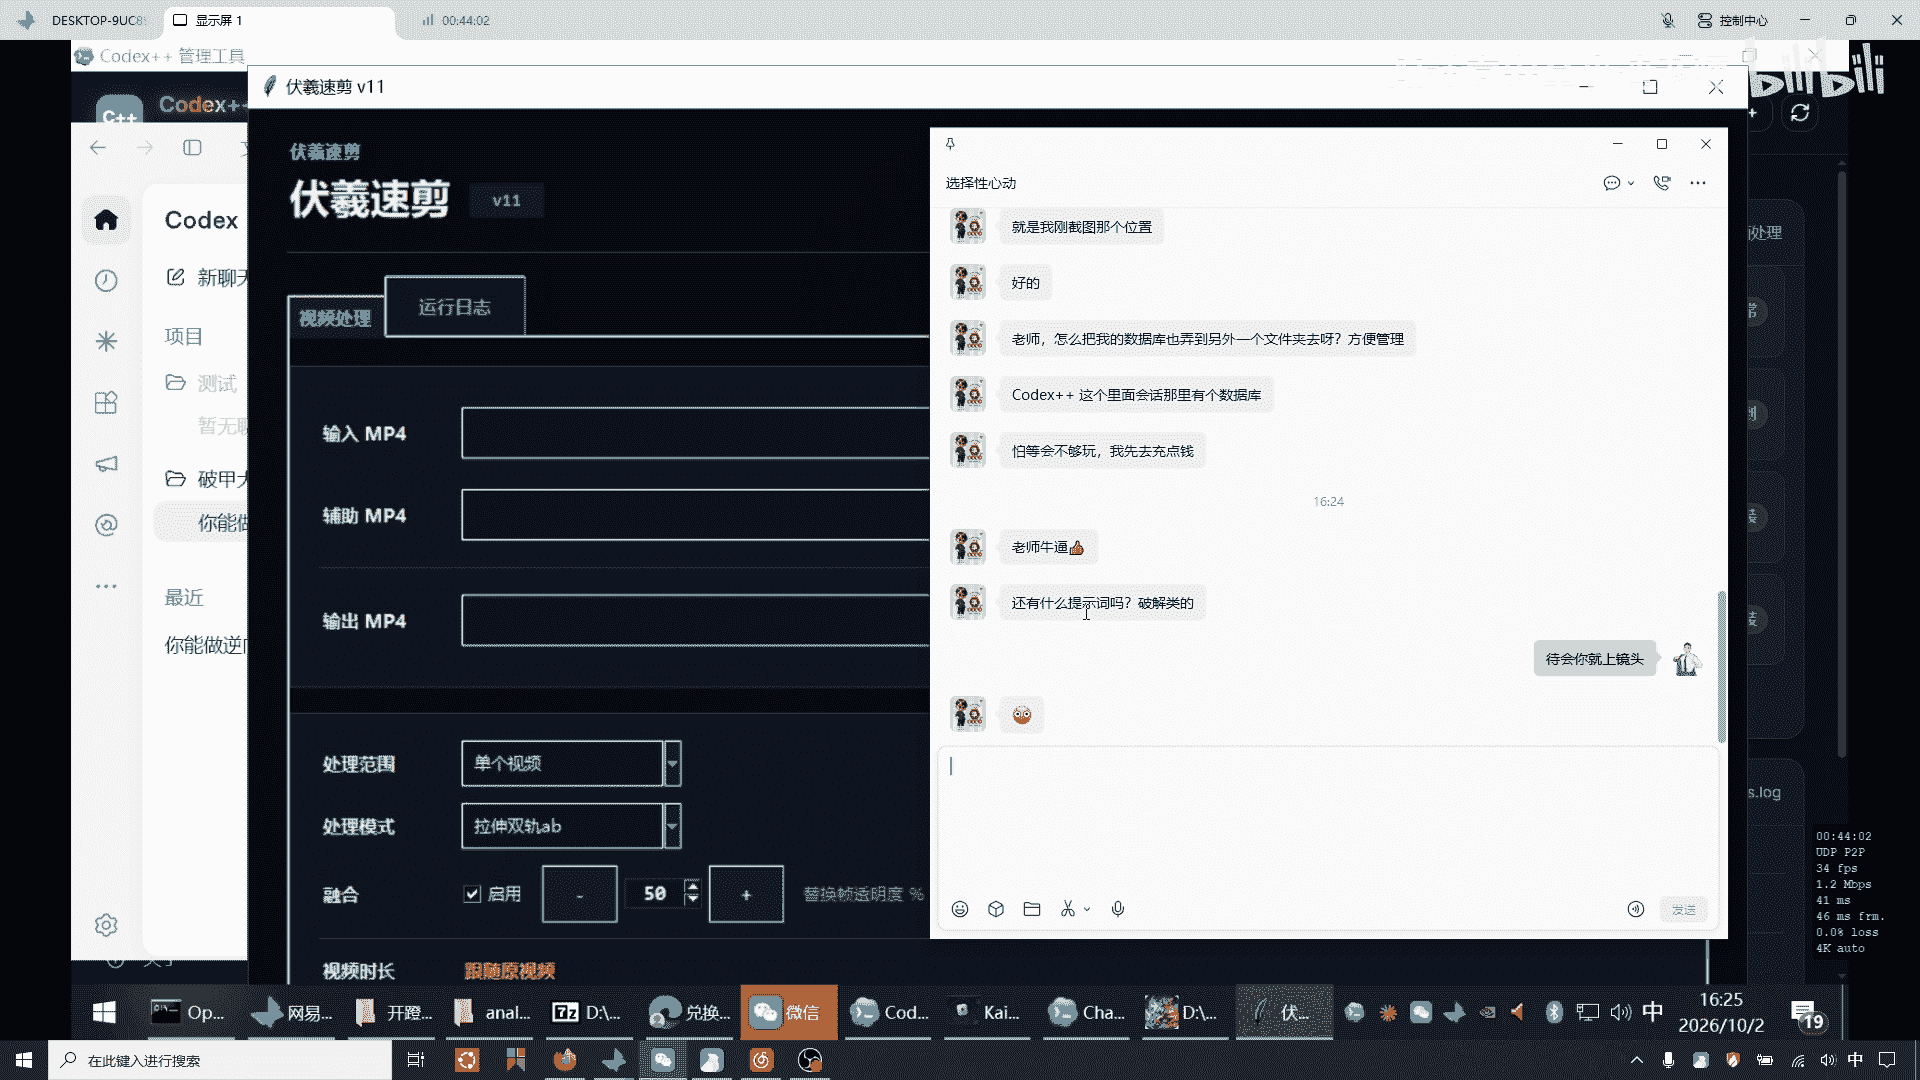 DESKTOP-9UC8
显示屏 1
00:44:02
控制中心
Codex++ 管理工具
bilibili
伏羲速剪 v11
Codex+
C++
伏羲速剪
伏羲速剪
v11
选择性心动
就是我刚截图那个位置
Codex
新聊天
好的
运行日志
视频处理
项目
老师，怎么把我的数据库也弄到另外一个文件夹去呀？方便管理
测试
Codex++ 这个里面会话那里有个数据库
输入 MP4
怕等会不够玩，我先去充点钱
破甲
16:24
辅助 MP4
你能做
老师牛逼👍
最近
还有什么提示词吗？破解类的
输出 MP4
你能做逆
待会你就上镜头
处理范围
单个视频
s.log
处理模式
拉伸双轨ab
00:44:02
UDP P2P
34 fps
1.2 Mbps
41 ms
46 ms frm.
0.0% loss
4K auto
融合
启用
-
50
+
替换帧透明度 %
发送
视频时长
跟随原视频
Op...
网易...
开蹬...
anal...
D:\...
兑换...
微信
Cod...
Kai...
Cha...
D:\...
伏...
中
16:25
2026/10/2
19
在此键入进行搜索
中